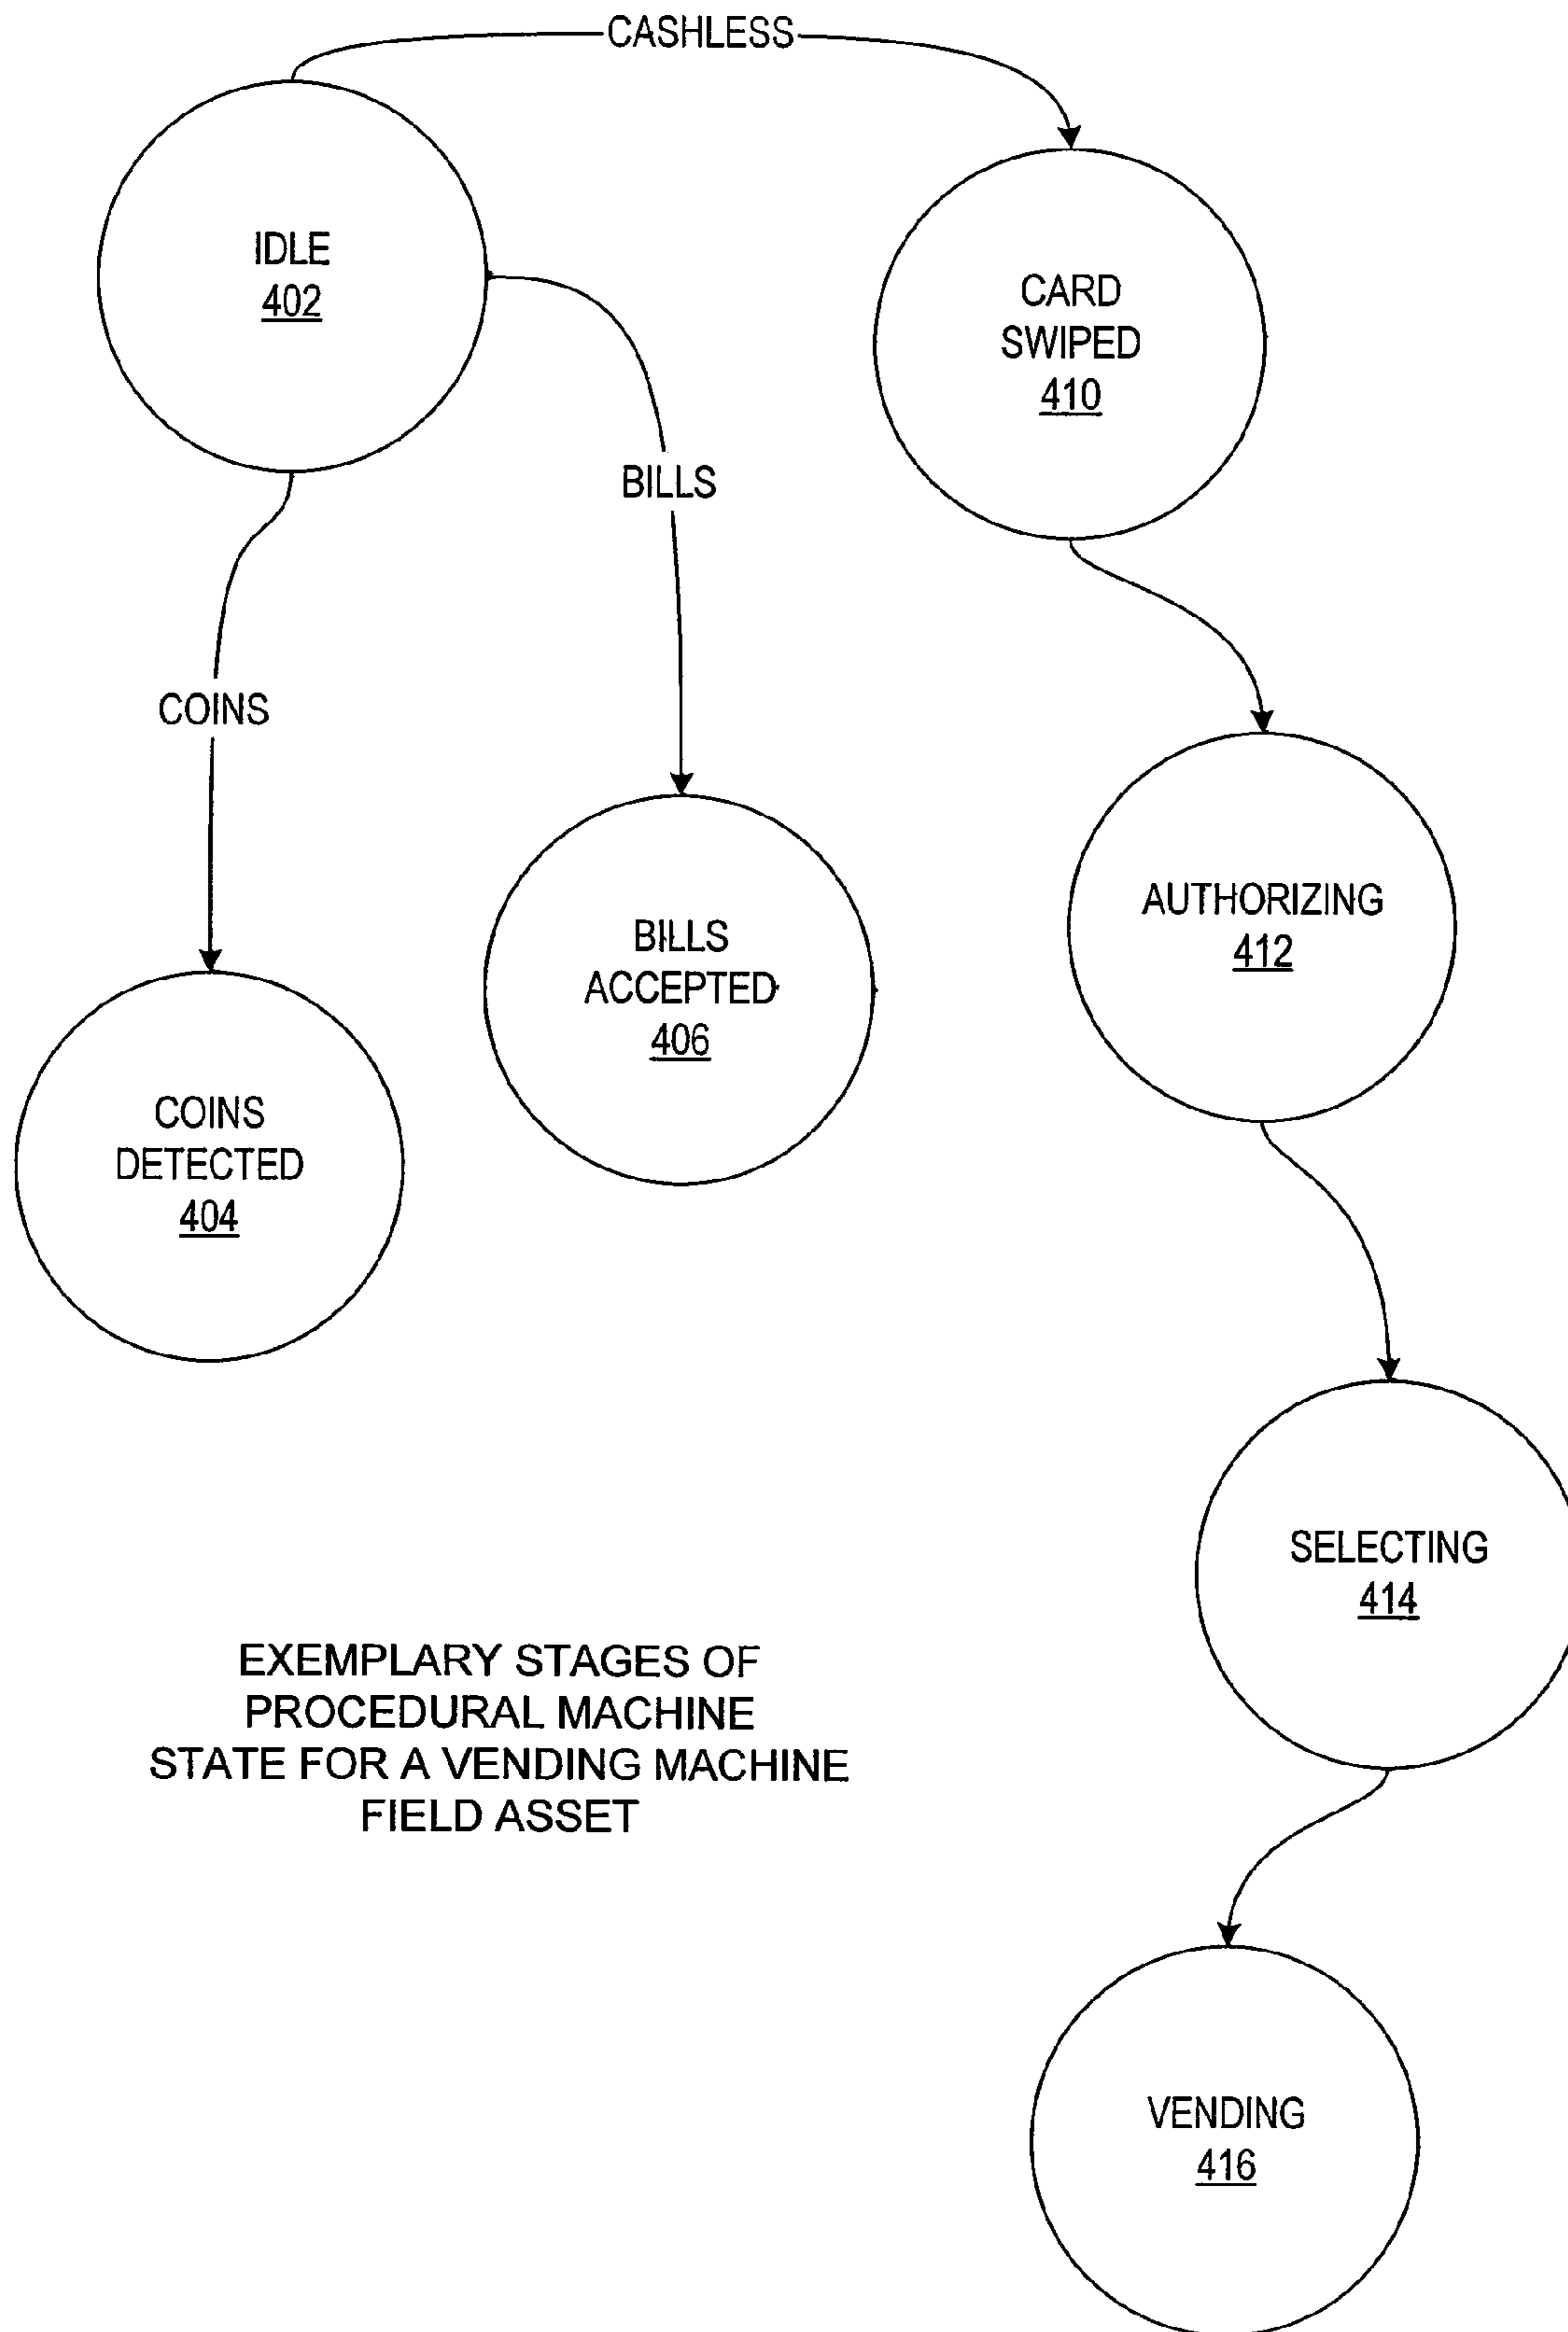 CASHLESS
IDLE
402
CARD
SWIPED
410
BILLS
COINS
AUTHORIZING
412
BILLS
ACCEPTED
406
COINS
DETECTED
404
SELECTING
414
EXEMPLARY STAGES OF
PROCEDURAL MACHINE
STATE FOR A VENDING MACHINE
FIELD ASSET
VENDING
416